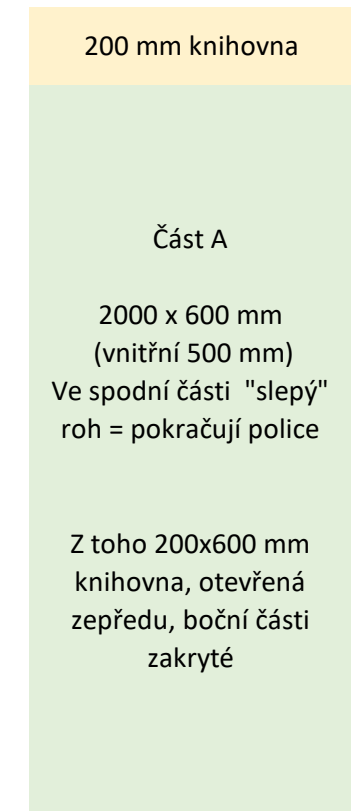 200 mm knihovna
Část A
2000 x 600 mm
(vnitřní 500 mm)
Ve spodní části "slepý"
roh = pokračují police
Z toho 200x600 mm
knihovna, otevřená
zepředu, boční části
zakryté